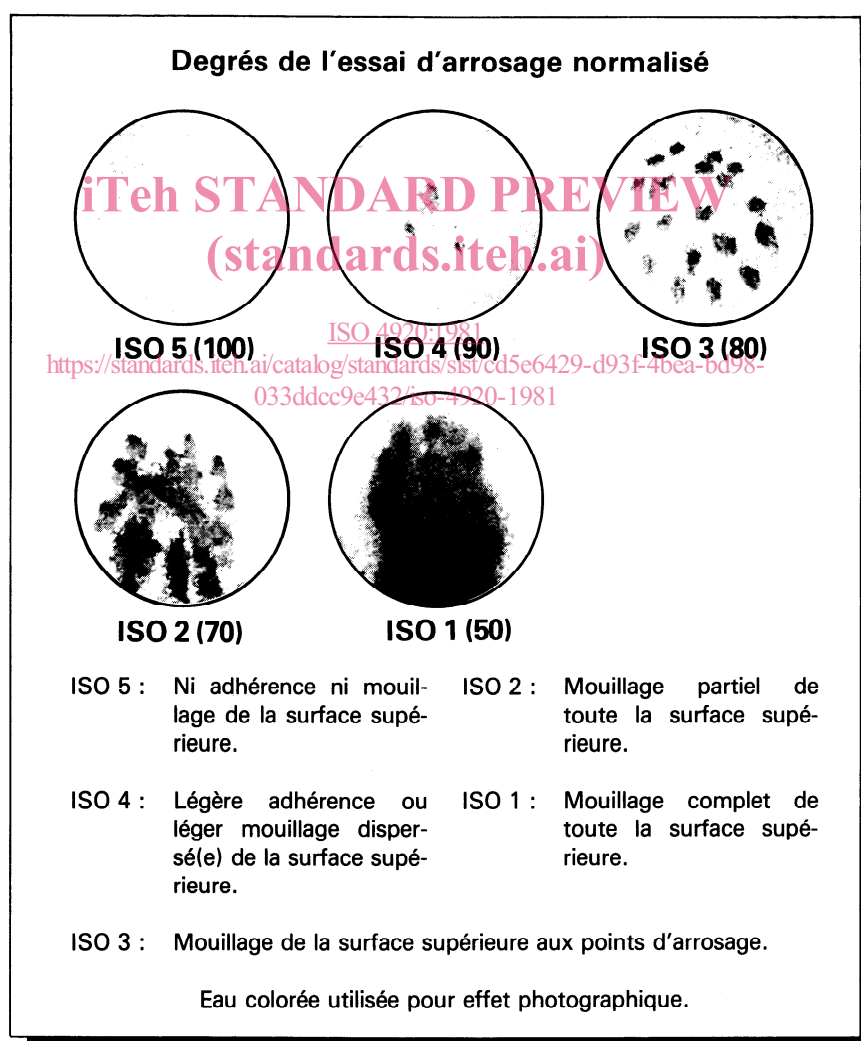 Degrés de l'essai d'arrosage normalisé
iTeh STANDARD PREVIEW
(standards.iteh.ai)
ISO 4920:1981
ISO 5 (100)
ISO 4 (90)
ISO 3 (80)
https://standards.iteh.ai/catalog/standards/sist/cd5e6429-d93f-4bea-bd98-
033ddcc9e432/iso-4920-1981
ISO 2 (70)
ISO 1 (50)
ISO 5 : Ni adhérence ni mouil-
lage de la surface supé-
rieure.
ISO 2 : Mouillage partiel de
toute la surface supé-
rieure.
ISO 4 : Légère adhérence ou
léger mouillage disper-
sé(e) de la surface supé-
rieure.
ISO 1 : Mouillage complet de
toute la surface supé-
rieure.
ISO 3 : Mouillage de la surface supérieure aux points d'arrosage.
Eau colorée utilisée pour effet photographique.